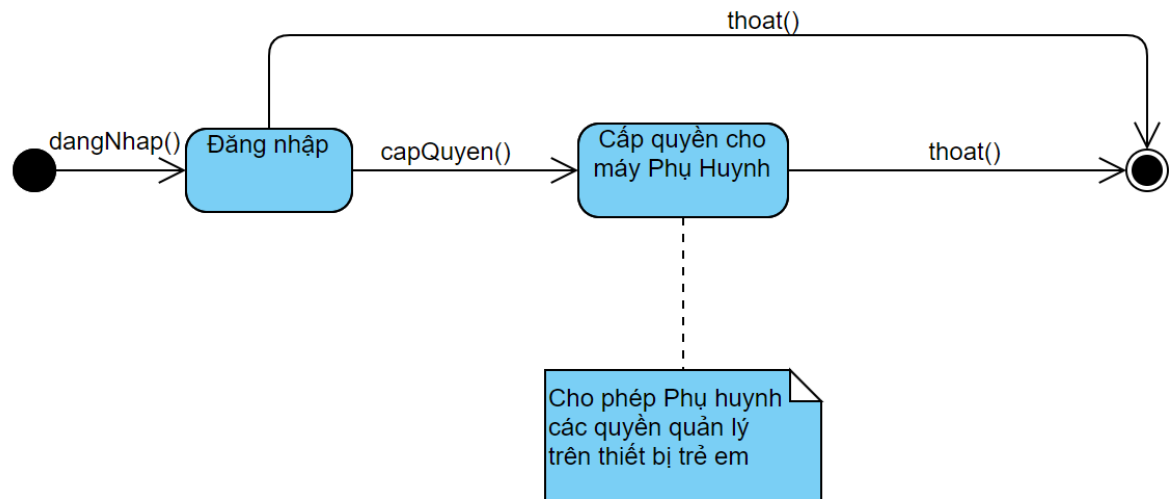 thoat()
dangNhap()
Đăng nhập
capQuyen()
Cấp quyền cho
máy Phụ Huynh
thoat()
Cho phép Phụ huynh
các quyền quản lý
trên thiết bị trẻ em